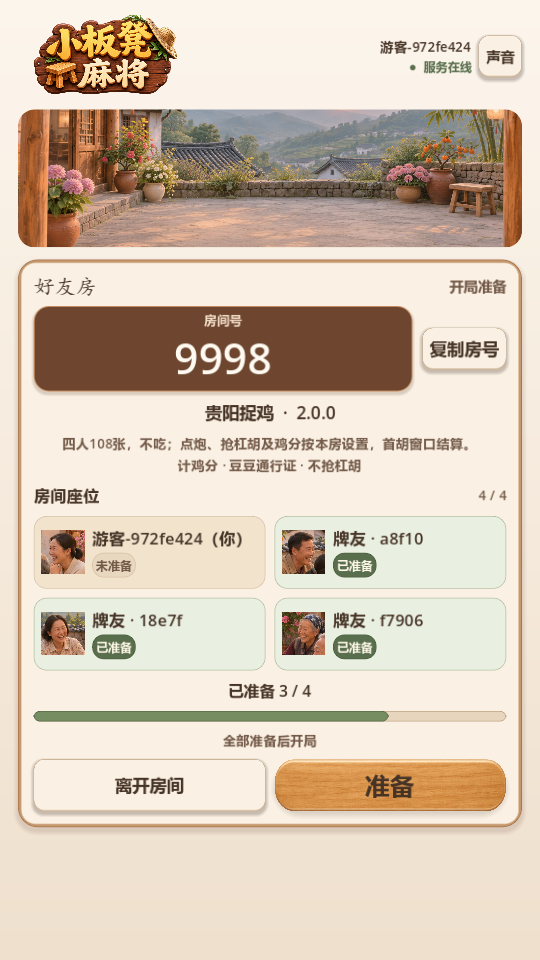 小板凳
麻将
游客-972fe424
服务在线
声音
好友房
开局准备
房间号
9998
复制房号
贵阳捉鸡 · 2.0.0
四人108张，不吃；点炮、抢杠胡及鸡分按本房设置，首胡窗口结算。
计鸡分 · 豆豆通行证 · 不抢杠胡
房间座位
4 / 4
游客-972fe424（你）
未准备
牌友 · a8f10
已准备
牌友 · 18e7f
已准备
牌友 · f7906
已准备
已准备 3 / 4
全部准备后开局
离开房间
准备